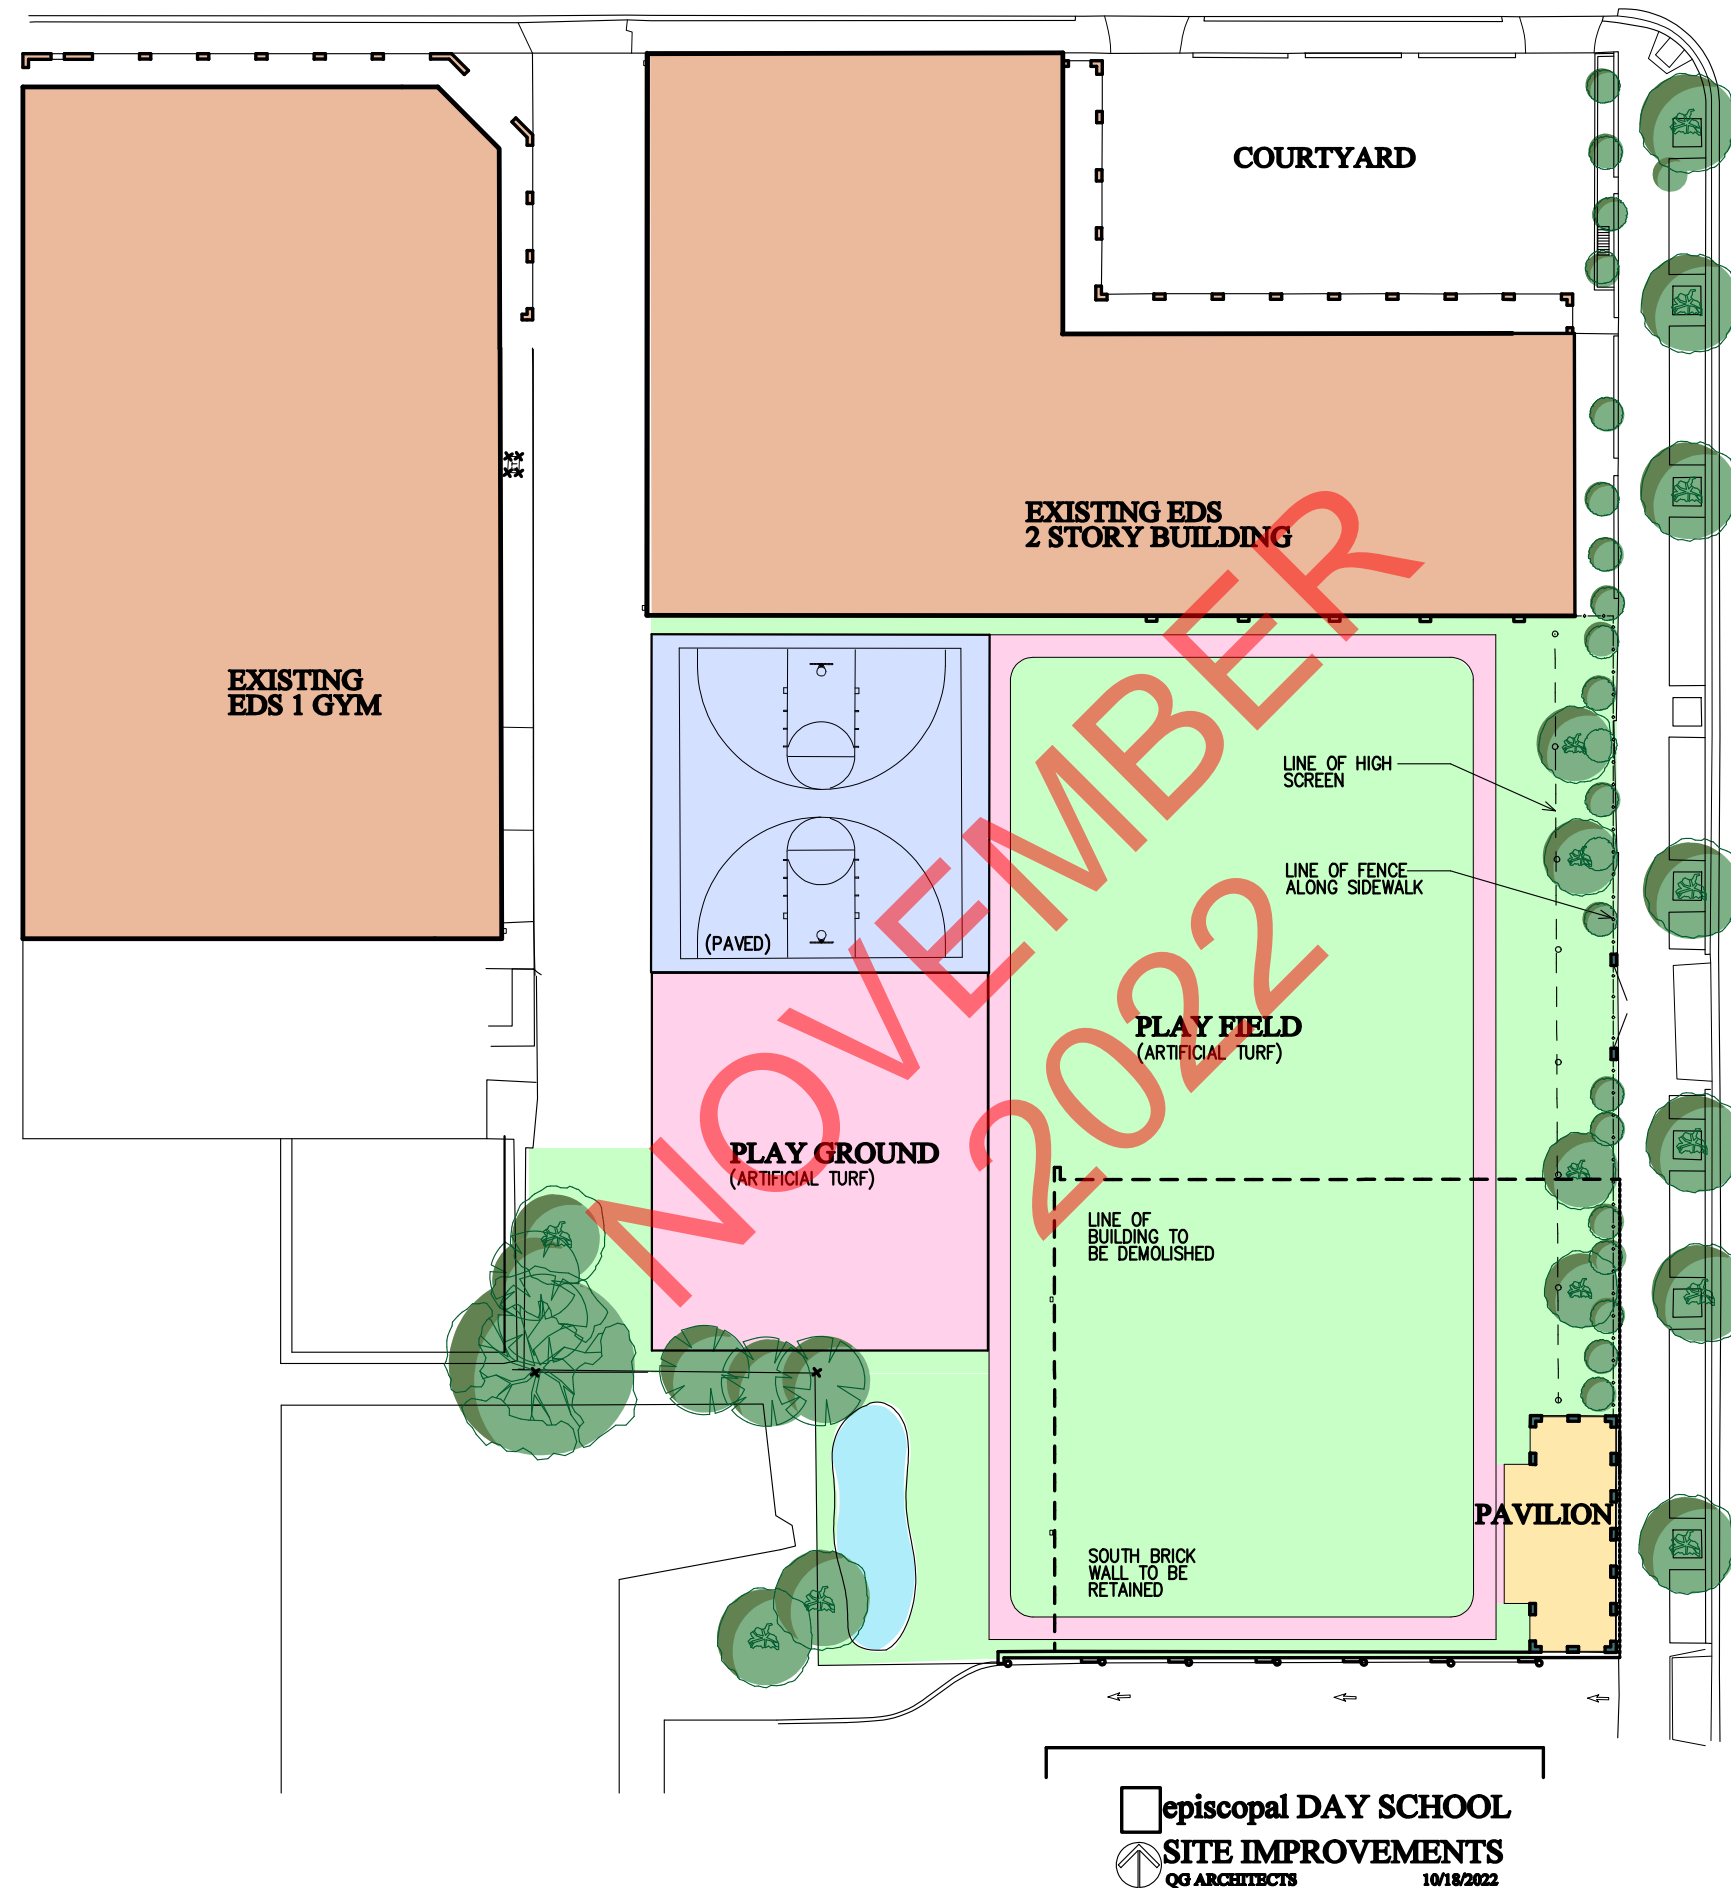 COURTYARD
EXISTING EDS
2 STORY BUILDING
EXISTING
EDS 1 GYM
LINE OF HIGH
SCREEN
LINE OF FENCE
ALONG SIDEWALK
(PAVED)
NOVEMBER
2022
PLAY FIELD
(ARTIFICIAL TURF)
PLAY GROUND
(ARTIFICIAL TURF)
LINE OF
BUILDING TO
BE DEMOLISHED
PAVILION
SOUTH BRICK
WALL TO BE
RETAINED
episcopal DAY SCHOOL
SITE IMPROVEMENTS
QG ARCHITECTS 10/18/2022